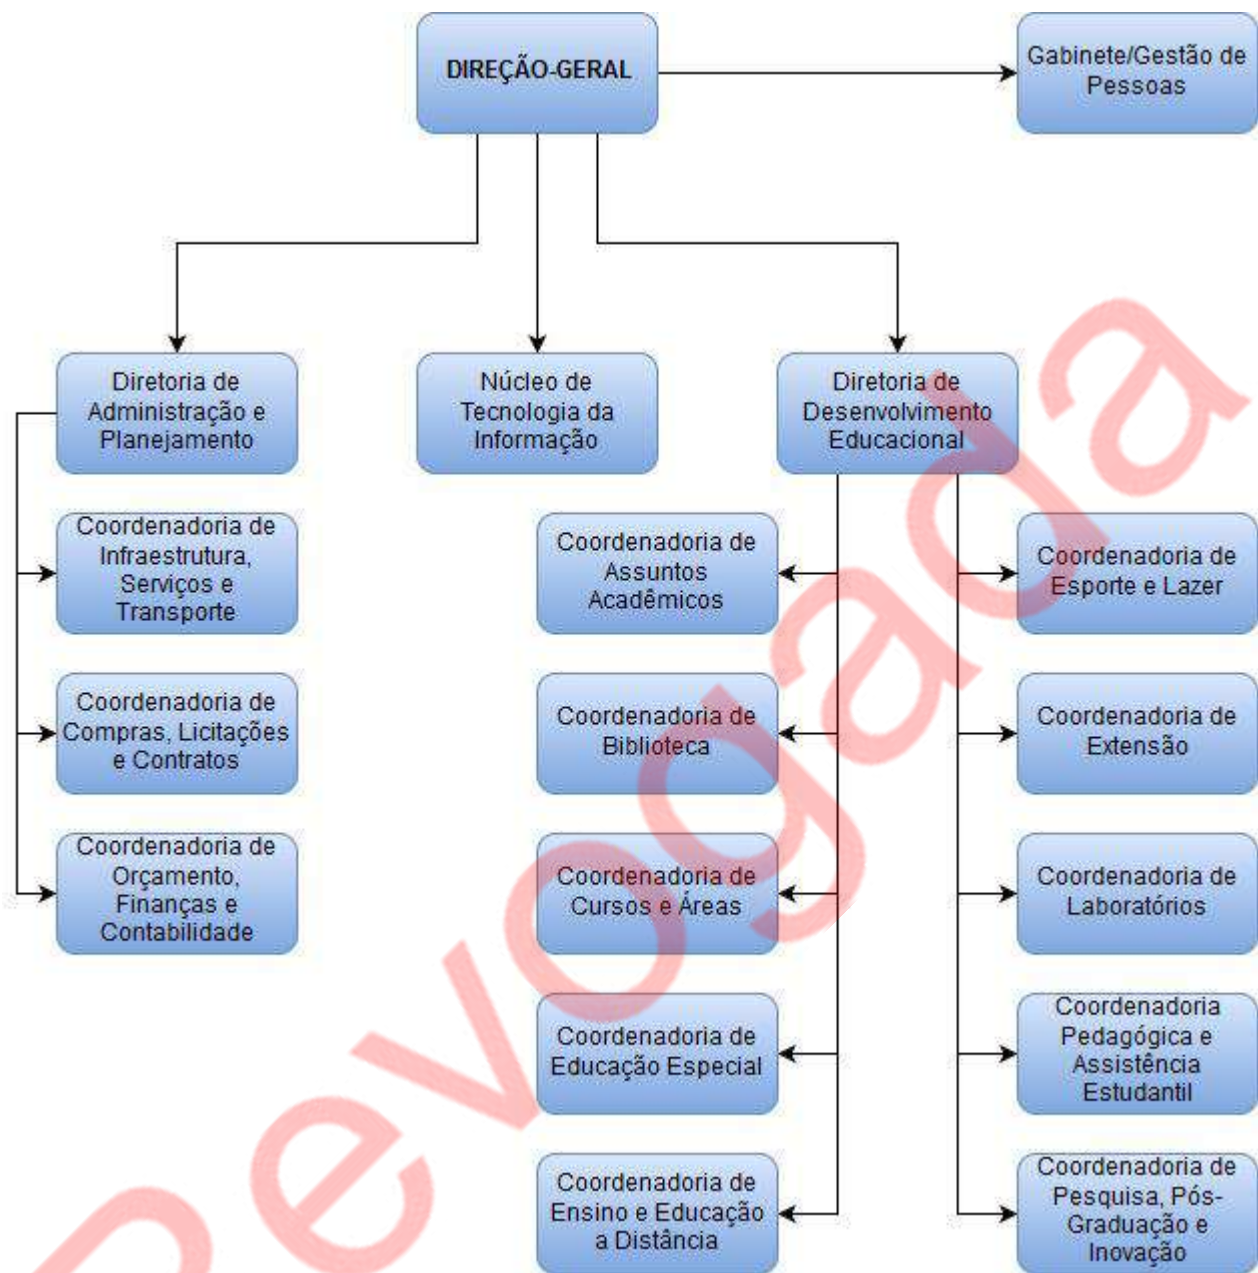 DIREÇÃO-GERAL
Gabinete/Gestão de
Pessoas
Diretoria de
Administração e
Planejamento
Núcleo de
Tecnologia da
Informação
Diretoria de
Desenvolvimento
Educacional
Coordenadoria de
Infraestrutura,
Serviços e
Transporte
Coordenadoria de
Assuntos
Acadêmicos
Coordenadoria de
Esporte e Lazer
Coordenadoria de
Compras, Licitações
e Contratos
Coordenadoria de
Biblioteca
Coordenadoria de
Extensão
Coordenadoria de
Orçamento,
Finanças e
Contabilidade
Coordenadoria de
Cursos e Áreas
Coordenadoria de
Laboratórios
Coordenadoria de
Educação Especial
Coordenadoria
Pedagógica e
Assistência
Estudantil
Coordenadoria de
Ensino e Educação
a Distância
Coordenadoria de
Pesquisa, Pós-
Graduação e
Inovação
Revogada